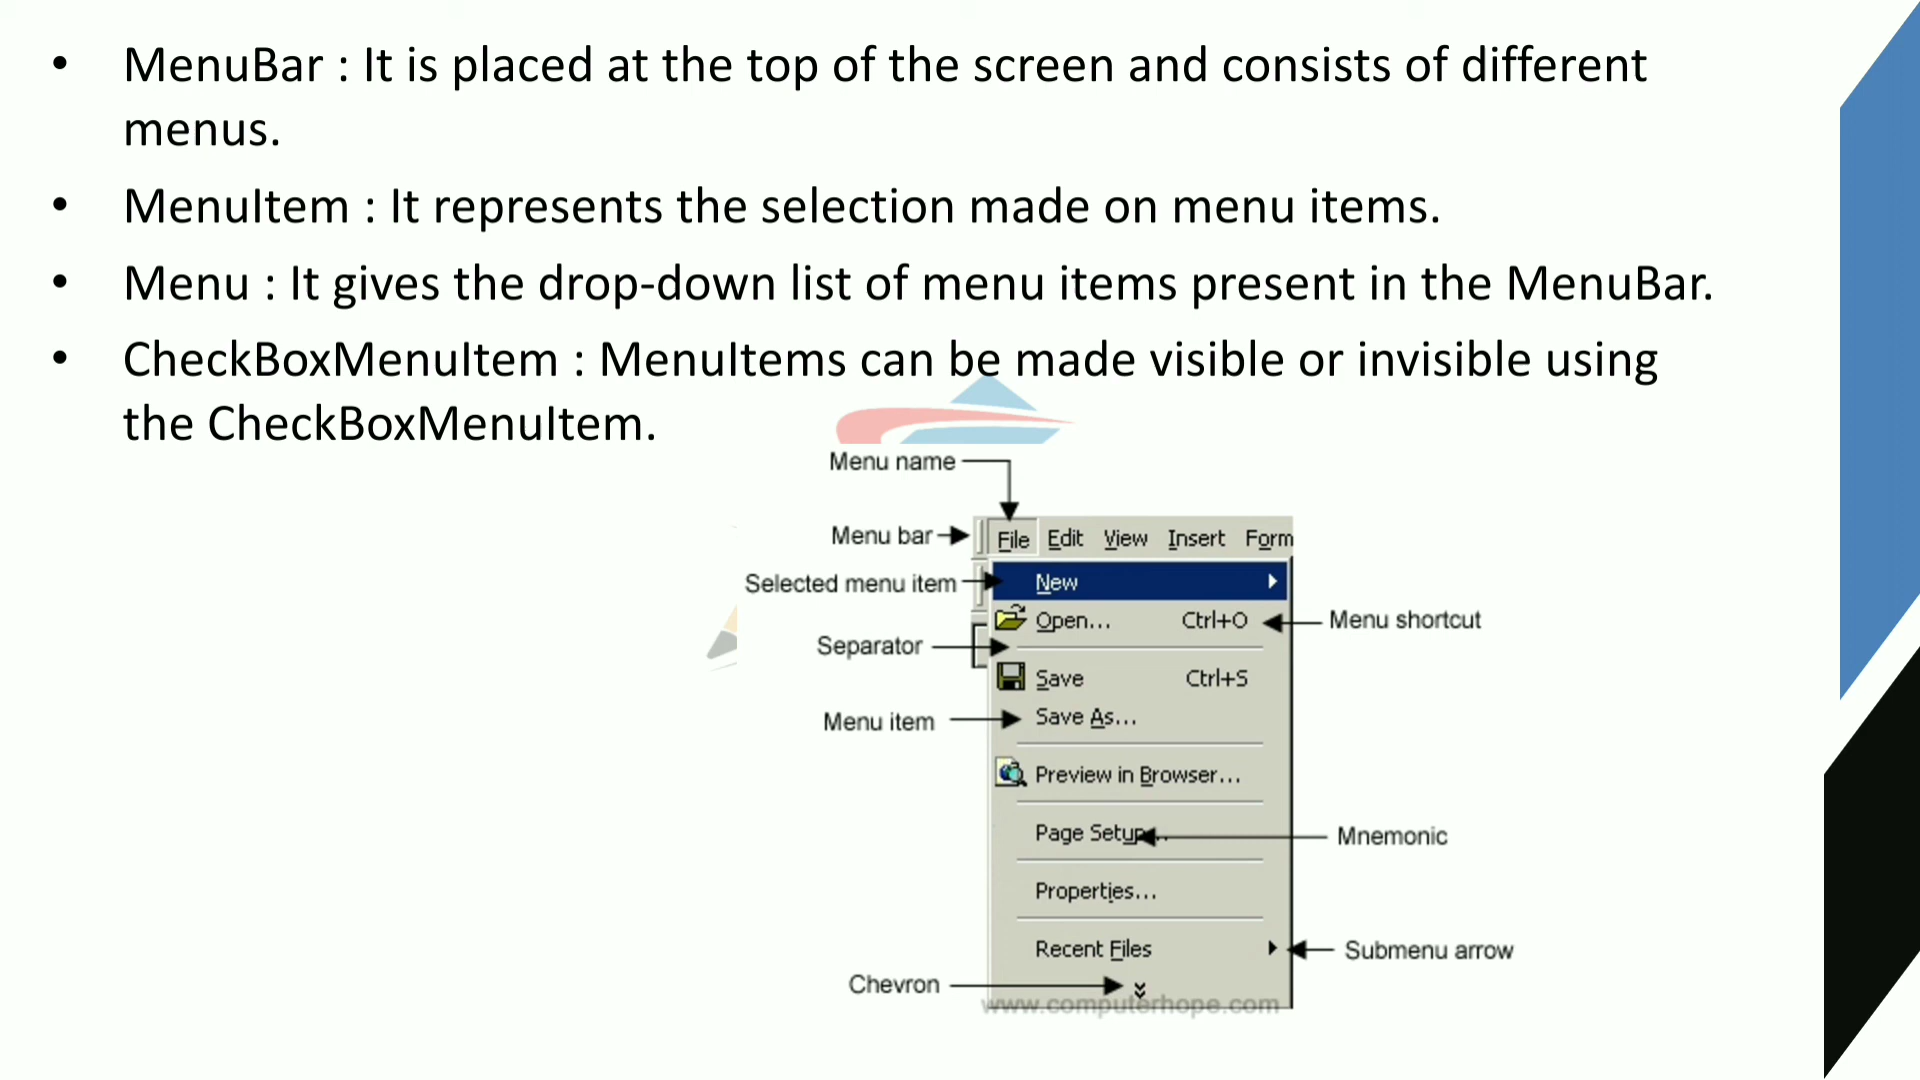 • MenuBar : It is placed at the top of the screen and consists of different
menus.
• MenuItem : It represents the selection made on menu items.
• Menu : It gives the drop-down list of menu items present in the MenuBar.
• CheckBoxMenuItem : MenuItems can be made visible or invisible using
the CheckBoxMenuItem.
Menu name
Menu bar File Edit View Insert Form
Selected menu item New
Open... Ctrl+O Menu shortcut
Separator
Save Ctrl+S
Menu item Save As...
Preview in Browser...
Page Setup... Mnemonic
Properties...
Recent Files Submenu arrow
Chevron
www.computerhope.com